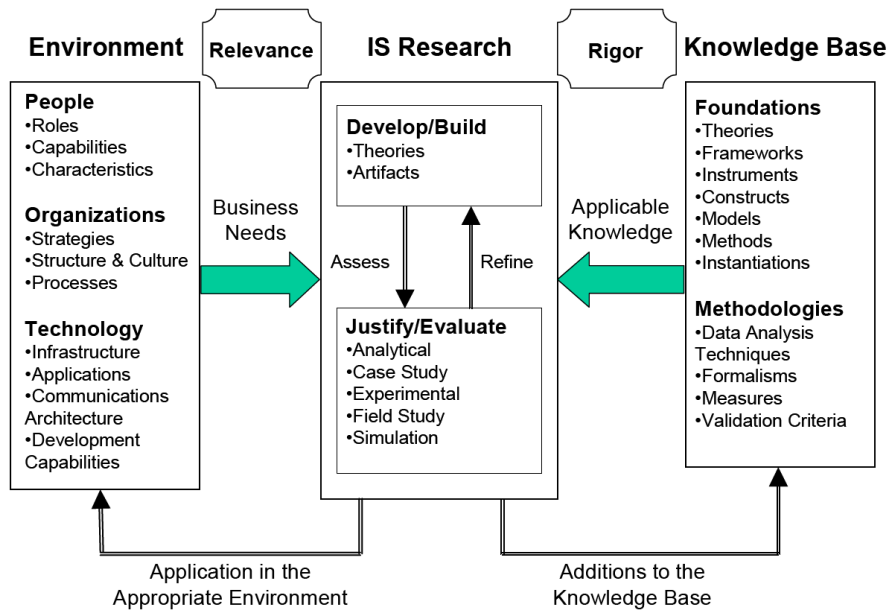 Environment
Relevance
IS Research
Rigor
Knowledge Base
People
•Roles
•Capabilities
•Characteristics
Organizations
•Strategies
•Structure & Culture
•Processes
Technology
•Infrastructure
•Applications
•Communications
Architecture
•Development
Capabilities
Business
Needs
Develop/Build
•Theories
•Artifacts
Assess
Refine
Justify/Evaluate
•Analytical
•Case Study
•Experimental
•Field Study
•Simulation
Applicable
Knowledge
Foundations
•Theories
•Frameworks
•Instruments
•Constructs
•Models
•Methods
•Instantiations
Methodologies
•Data Analysis
Techniques
•Formalisms
•Measures
•Validation Criteria
Application in the
Appropriate Environment
Additions to the
Knowledge Base